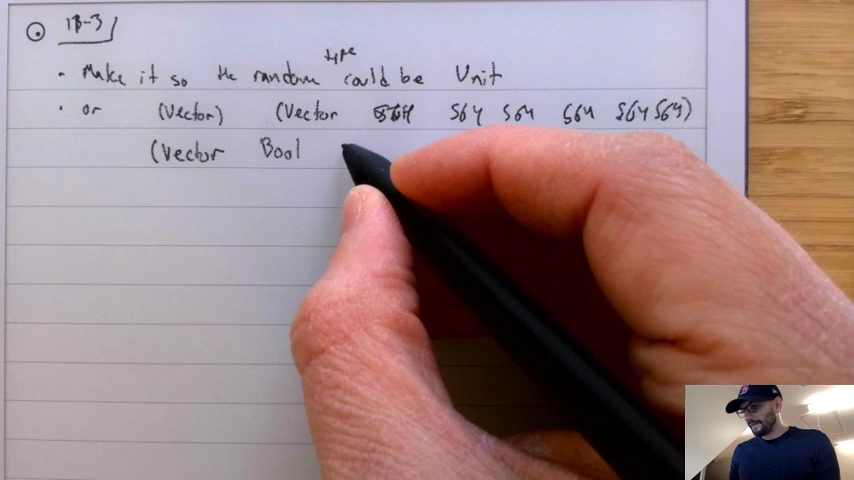 18-3
• Make it so the random type could be Unit
• or (Vector) (Vector S64 S64 S64 S64 S64 S64)
(Vector Bool